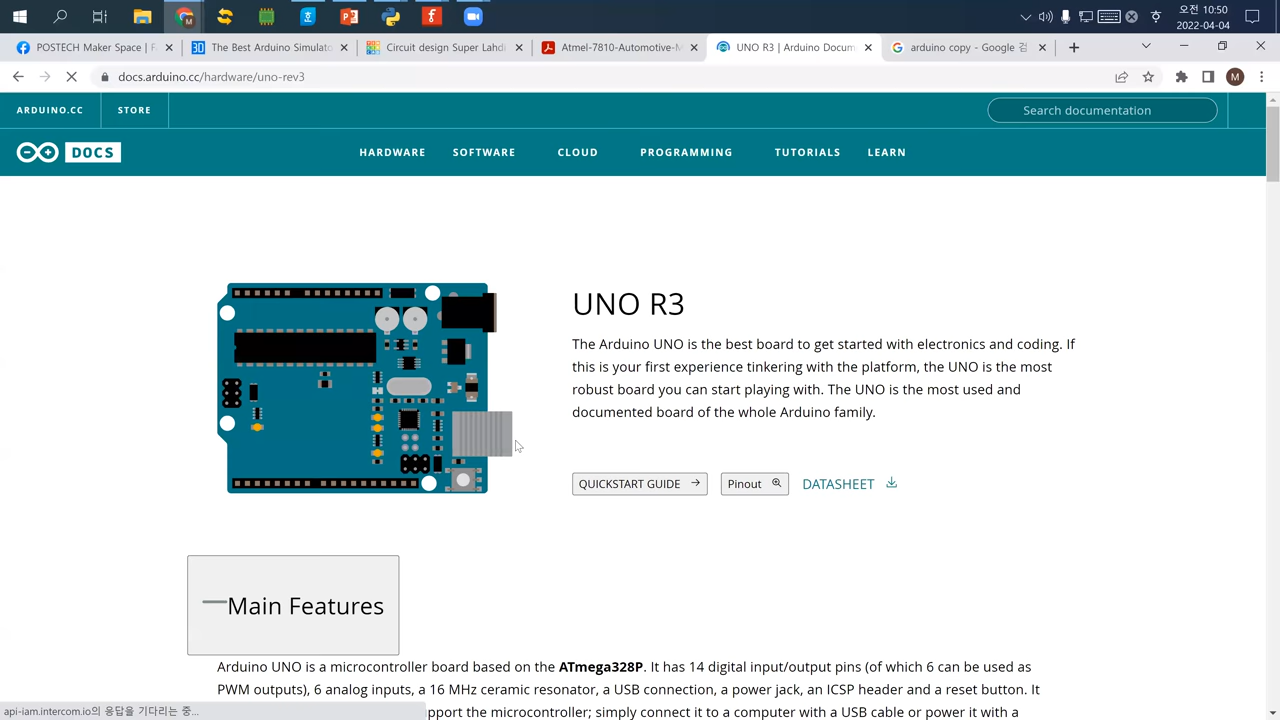 오전 10:50
2022-04-04
POSTECH Maker Space | F
The Best Arduino Simulato
Circuit design Super Lahdi
Atmel-7810-Automotive-M
UNO R3 | Arduino Docum
arduino copy - Google 검
docs.arduino.cc/hardware/uno-rev3
M
ARDUINO.CC
STORE
Search documentation
DOCS
HARDWARE
SOFTWARE
CLOUD
PROGRAMMING
TUTORIALS
LEARN
UNO R3
The Arduino UNO is the best board to get started with electronics and coding. If
this is your first experience tinkering with the platform, the UNO is the most
robust board you can start playing with. The UNO is the most used and
documented board of the whole Arduino family.
QUICKSTART GUIDE
Pinout
DATASHEET
Main Features
Arduino UNO is a microcontroller board based on the ATmega328P. It has 14 digital input/output pins (of which 6 can be used as
PWM outputs), 6 analog inputs, a 16 MHz ceramic resonator, a USB connection, a power jack, an ICSP header and a reset button. It
pport the microcontroller; simply connect it to a computer with a USB cable or power it with a
api-iam.intercom.io의 응답을 기다리는 중...